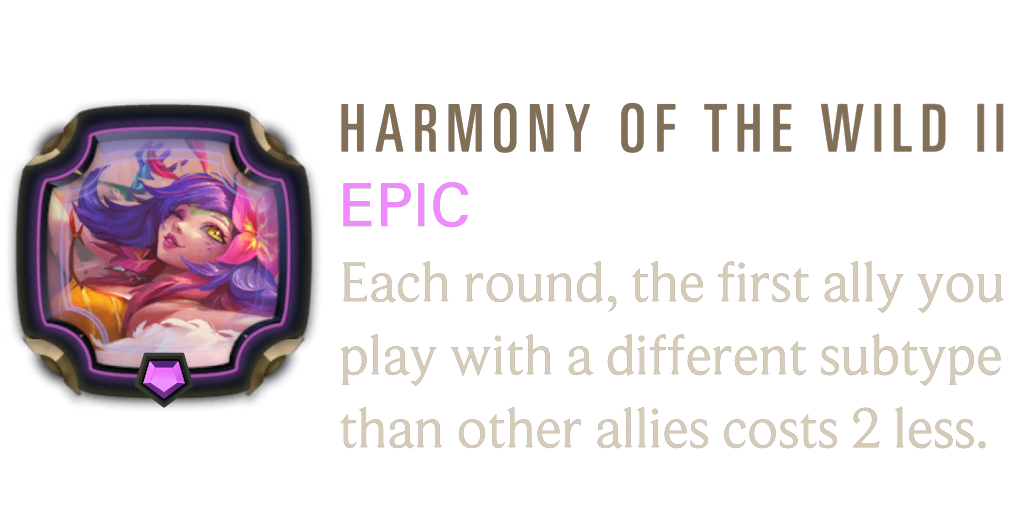 HARMONY OF THE WILD II
EPIC
Each round, the first ally you
play with a different subtype
than other allies costs 2 less.